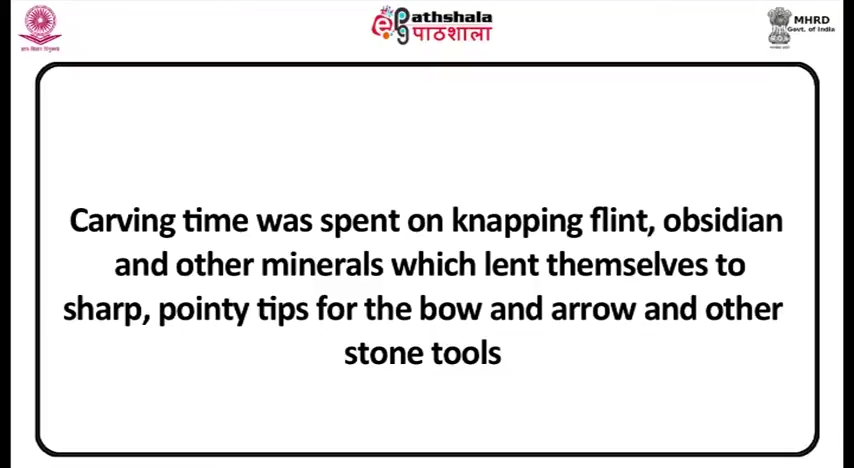 ePathshala
पाठशाला
MHRD
Govt. of India
Carving time was spent on knapping flint, obsidian
and other minerals which lent themselves to
sharp, pointy tips for the bow and arrow and other
stone tools